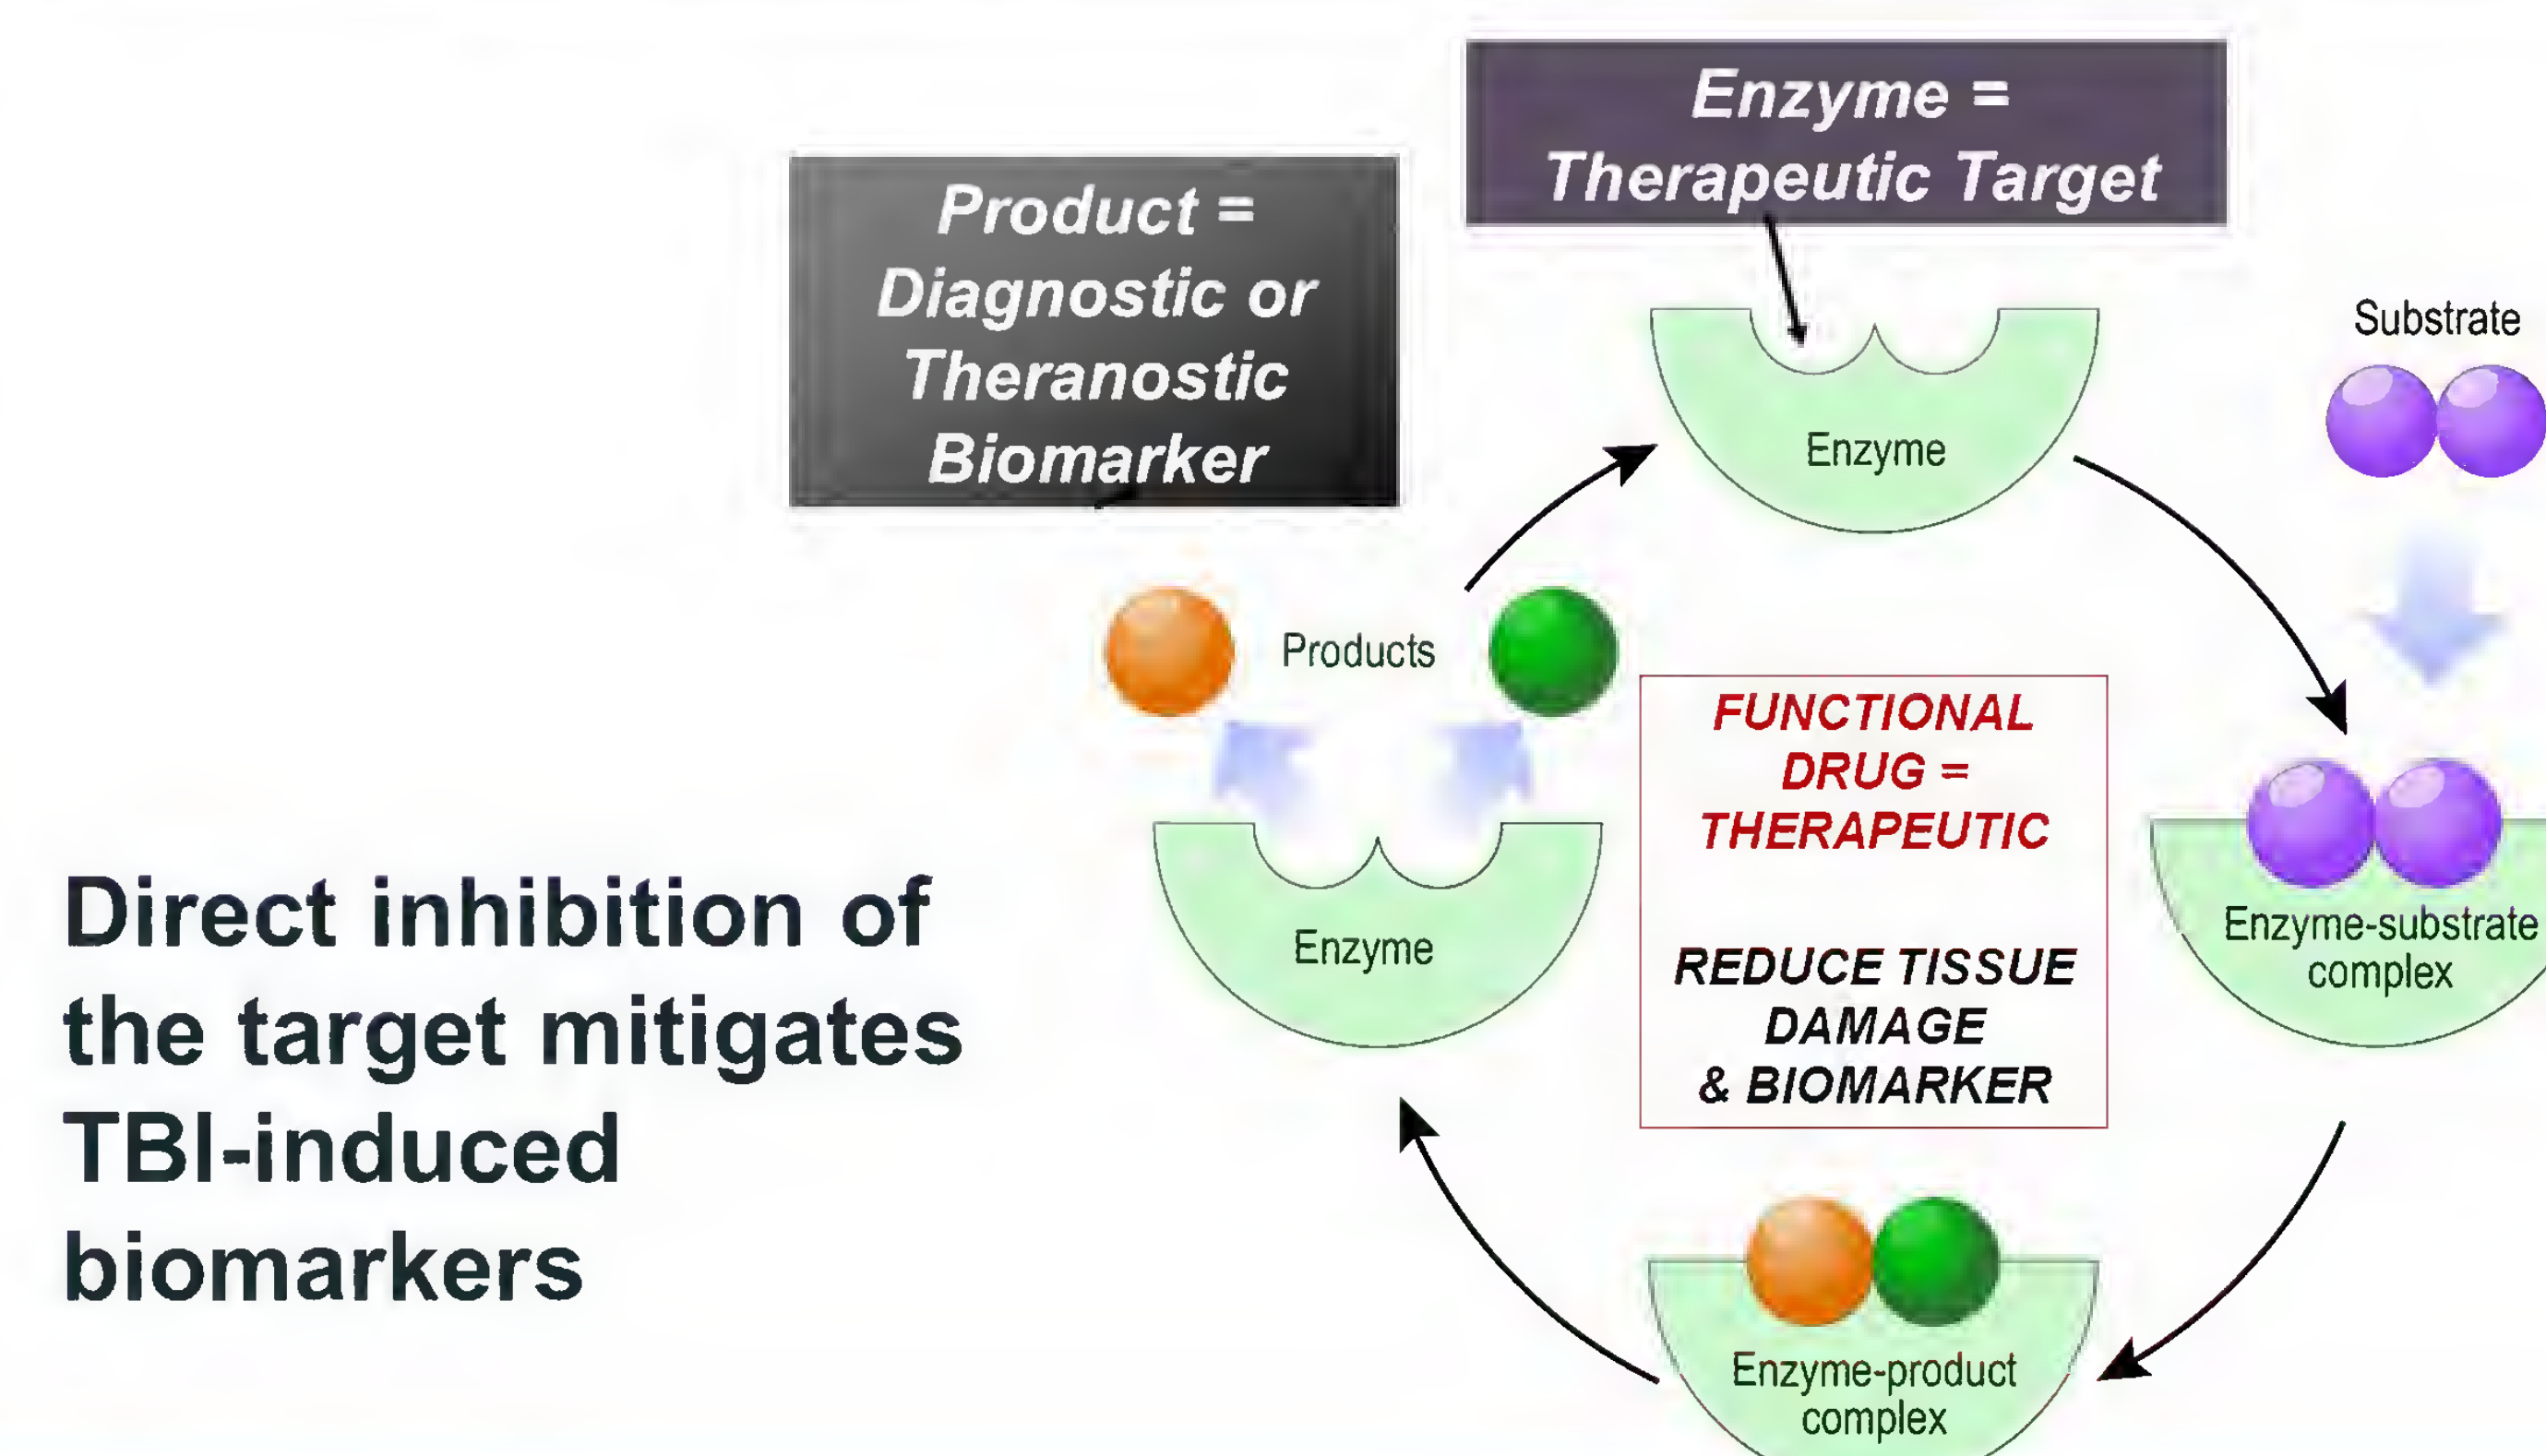 Enzyme =
Therapeutic Target
Product =
Diagnostic or
Theranostic
Biomarker
Substrate
Enzyme
Products
FUNCTIONAL
DRUG =
THERAPEUTIC
REDUCE TISSUE
DAMAGE
& BIOMARKER
Enzyme
Enzyme-substrate
complex
Enzyme-product
complex
Direct inhibition of
the target mitigates
TBI-induced
biomarkers